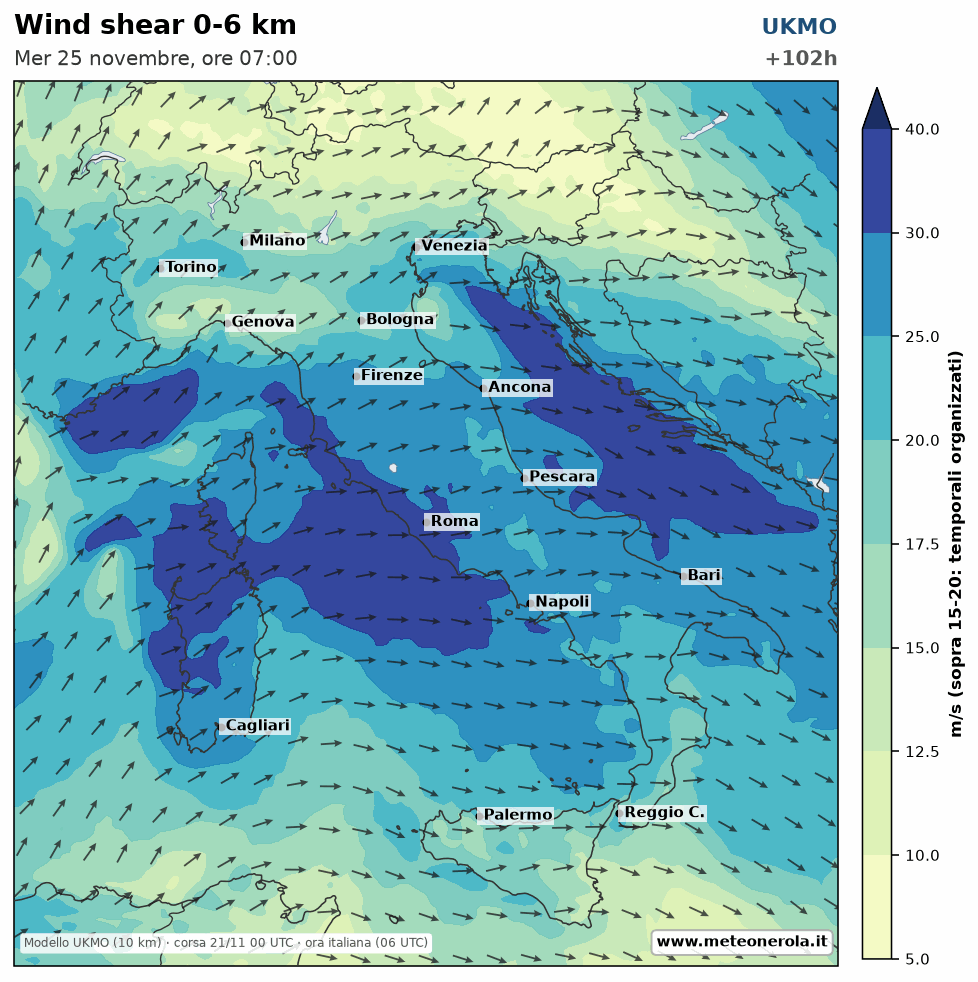 Wind shear 0-6 km
UKMO
Mer 25 novembre, ore 07:00
+102h
40.0
30.0
25.0
20.0
17.5
15.0
12.5
10.0
5.0
m/s (sopra 15-20: temporali organizzati)
Milano
Venezia
Torino
Genova
Bologna
Firenze
Ancona
Pescara
Roma
Bari
Napoli
Cagliari
Palermo
Reggio C.
Modello UKMO (10 km) · corsa 21/11 00 UTC · ora italiana (06 UTC)
www.meteonerola.it